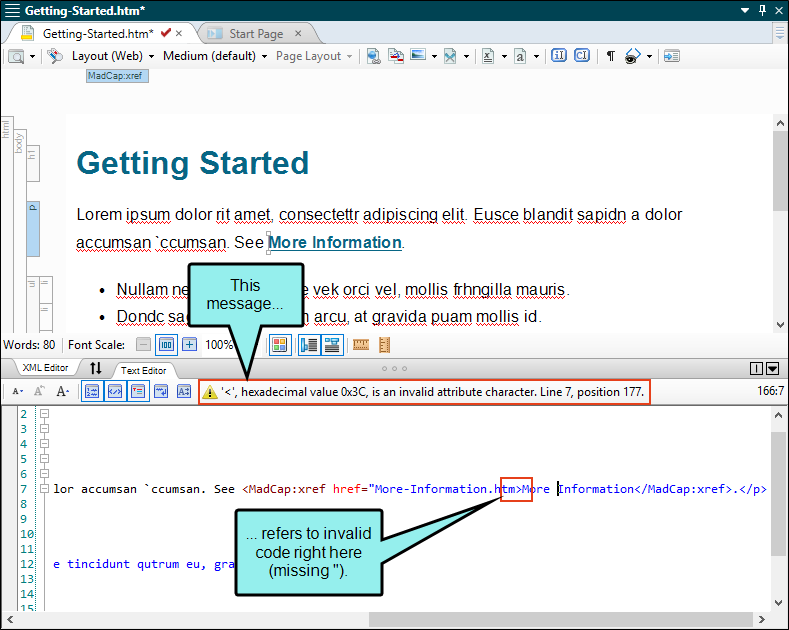 Getting-Started.htm*
Getting-Started.htm* Start Page
Layout (Web) Medium (default) Page Layout
MadCap:xref
html
body
h1
Getting Started
p
Lorem ipsum dolor rit amet, consectettr adipiscing elit. Eusce blandit sapidn a dolor
accumsan `ccumsan. See More Information.
ul
li
li
This
message...
• Nullam ne e vek orci vel, mollis frhngilla mauris.
• Dondc sa n arcu, at gravida puam mollis id.
Words: 80 Font Scale: 100%
XML Editor Text Editor
'<', hexadecimal value 0x3C, is an invalid attribute character. Line 7, position 177. 166:7
2
3
4
5
6
7 lor accumsan `ccumsan. See <MadCap:xref href="More-Information.htm>More Information</MadCap:xref>.</p>
8
9
... refers to invalid
10
code right here
11
(missing ").
12 e tincidunt qutrum eu, gra
13
14
15